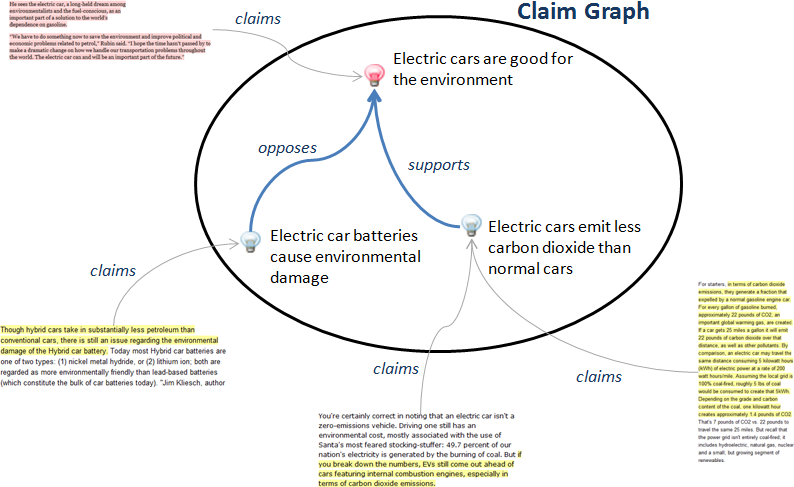 He sees the electric car, a long-held dream among
environmentalists and the fuel-conscious, as an
important part of a solution to the world's
dependence on gasoline.
"We have to do something now to save the environment and improve political and
economic problems related to petrol," Rubin said. "I hope the time hasn't passed by to
make a dramatic change on how we handle our transportation problems throughout
the world. The electric car can and will be an important part of the future."
claims
Claim Graph
Electric cars are good for
the environment
opposes
supports
Electric car batteries
cause environmental
damage
Electric cars emit less
carbon dioxide than
normal cars
claims
Though hybrid cars take in substantially less petroleum than
conventional cars, there is still an issue regarding the environmental
damage of the Hybrid car battery. Today most Hybrid car batteries are
one of two types: (1) nickel metal hydride, or (2) lithium ion; both are
regarded as more environmentally friendly than lead-based batteries
(which constitute the bulk of car batteries today). "Jim Kliesch, author
claims
You're certainly correct in noting that an electric car isn't a
zero-emissions vehicle. Driving one still has an
environmental cost, mostly associated with the use of
Santa's most feared stocking-stuffer: 49.7 percent of our
nation's electricity is generated by the burning of coal. But if
you break down the numbers, EVs still come out ahead of
cars featuring internal combustion engines, especially in
terms of carbon dioxide emissions.
claims
For starters, in terms of carbon dioxide
emissions, they generate a fraction that
expelled by a normal gasoline engine car.
For every gallon of gasoline burned,
approximately 22 pounds of CO2, an
important global warming gas, are created.
If a car gets 25 miles a gallon it will emit
22 pounds of carbon dioxide over that
distance, as well as other pollutants. By
comparison, an electric car may travel the
same distance consuming 5 kilowatt hours
(kWh) of electric power at a rate of 200
watt hours/mile. Assuming the local grid is
100% coal-fired, roughly 5 lbs of coal
would be consumed to create that 5kWh.
Depending on the grade and carbon
content of the coal, one kilowatt hour
creates approximately 1.4 pounds of CO2.
That's 7 pounds of CO2 vs. 22 pounds to
travel the same 25 miles. But recall that
the power grid isn't entirely coal-fired; it
includes hydroelectric, natural gas, nuclear
and a small, but growing segment of
renewables.